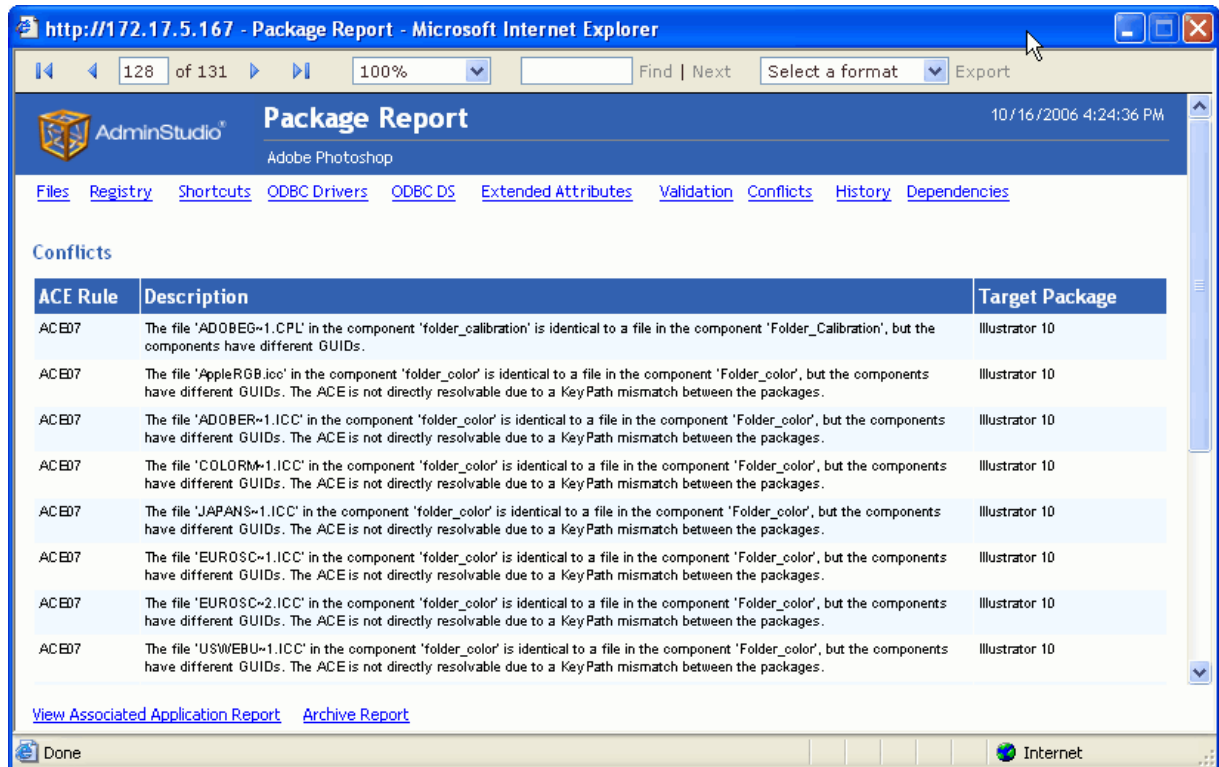 http://172.17.5.167 - Package Report - Microsoft Internet Explorer
128 of 131 100% Find | Next Select a format Export
AdminStudio® Package Report 10/16/2006 4:24:36 PM
Adobe Photoshop
Files Registry Shortcuts ODBC Drivers ODBC DS Extended Attributes Validation Conflicts History Dependencies
Conflicts
ACE Rule Description Target Package
ACE07 The file 'ADOBEG~1.CPL' in the component 'folder_calibration' is identical to a file in the component 'Folder_Calibration', but the Illustrator 10
components have different GUIDs.
ACE07 The file 'AppleRGB.icc' in the component 'folder_color' is identical to a file in the component 'Folder_color', but the components Illustrator 10
have different GUIDs. The ACE is not directly resolvable due to a KeyPath mismatch between the packages.
ACE07 The file 'ADOBER~1.ICC' in the component 'folder_color' is identical to a file in the component 'Folder_color', but the components Illustrator 10
have different GUIDs. The ACE is not directly resolvable due to a KeyPath mismatch between the packages.
ACE07 The file 'COLORM~1.ICC' in the component 'folder_color' is identical to a file in the component 'Folder_color', but the components Illustrator 10
have different GUIDs. The ACE is not directly resolvable due to a KeyPath mismatch between the packages.
ACE07 The file 'JAPANS~1.ICC' in the component 'folder_color' is identical to a file in the component 'Folder_color', but the components Illustrator 10
have different GUIDs. The ACE is not directly resolvable due to a KeyPath mismatch between the packages.
ACE07 The file 'EUROSC~1.ICC' in the component 'folder_color' is identical to a file in the component 'Folder_color', but the components Illustrator 10
have different GUIDs. The ACE is not directly resolvable due to a KeyPath mismatch between the packages.
ACE07 The file 'EUROSC~2.ICC' in the component 'folder_color' is identical to a file in the component 'Folder_color', but the components Illustrator 10
have different GUIDs. The ACE is not directly resolvable due to a KeyPath mismatch between the packages.
ACE07 The file 'USWEBU~1.ICC' in the component 'folder_color' is identical to a file in the component 'Folder_color', but the components Illustrator 10
have different GUIDs. The ACE is not directly resolvable due to a KeyPath mismatch between the packages.
View Associated Application Report Archive Report
Done Internet